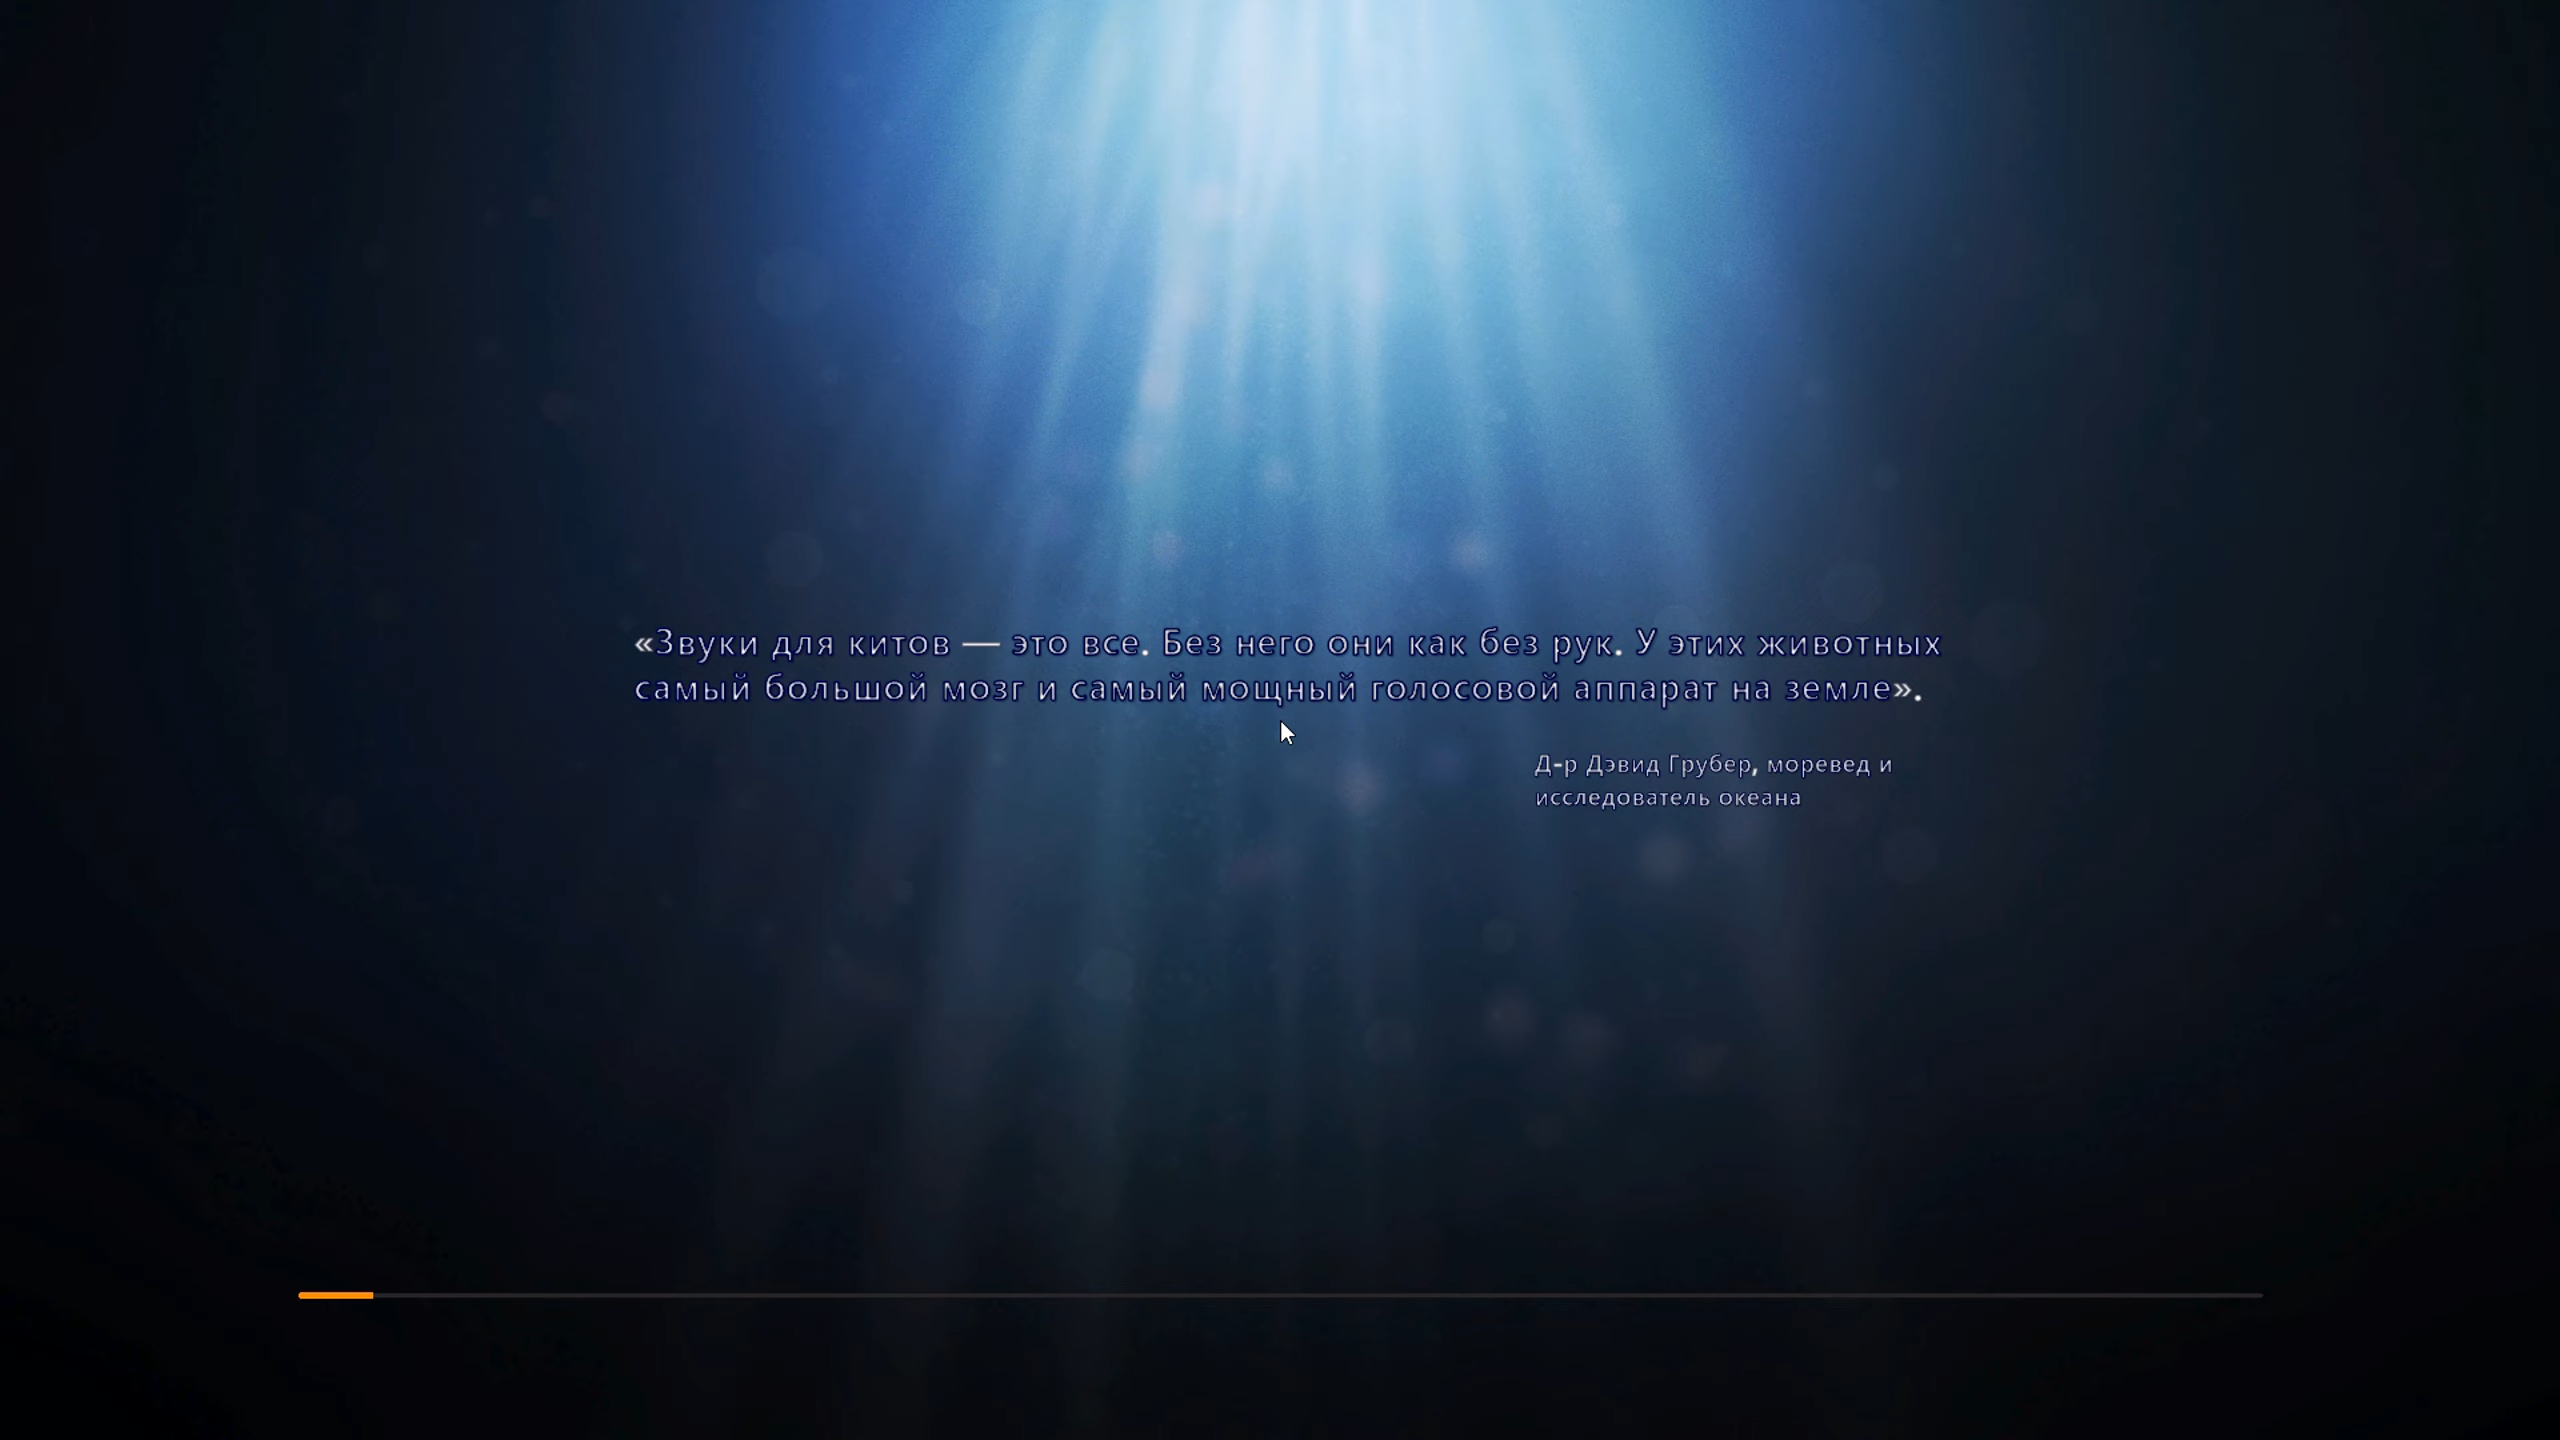 «Звуки для китов — это все. Без него они как без рук. У этих животных
самый большой мозг и самый мощный голосовой аппарат на земле».
Д-р Дэвид Грубер, моревед и
исследователь океана